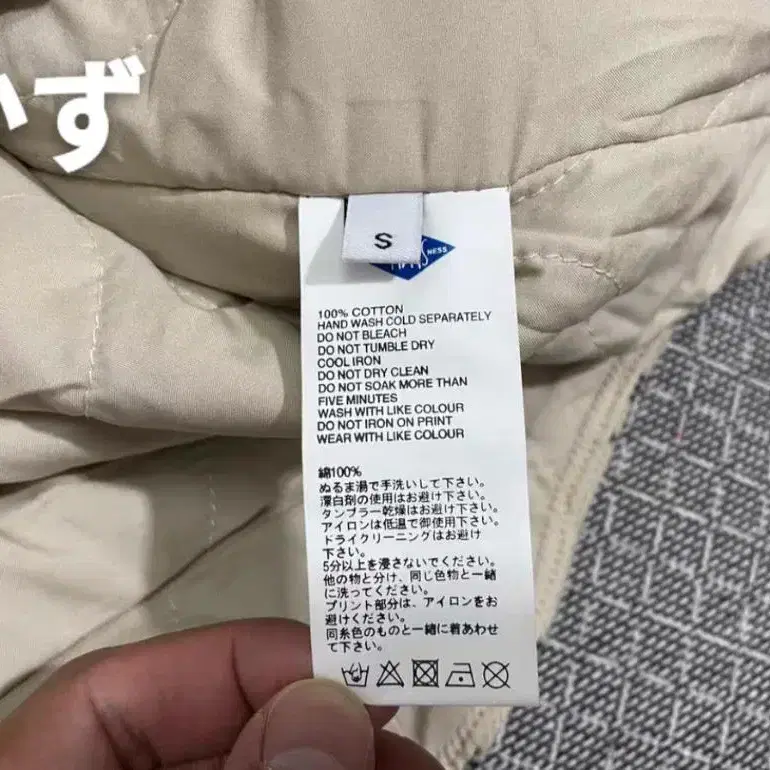 ず
S
NESS
100% COTTON
HAND WASH COLD SEPARATELY
DO NOT BLEACH
DO NOT TUMBLE DRY
COOL IRON
DO NOT DRY CLEAN
DO NOT SOAK MORE THAN
FIVE MINUTES
WASH WITH LIKE COLOUR
DO NOT IRON ON PRINT
WEAR WITH LIKE COLOUR
綿100%
ぬるま湯で手洗いして下さい。
漂白剤の使用はお避け下さい。
タンブラー乾燥はお避け下さい。
アイロンは低温で御使用下さい。
ドライクリーニングはお避け
下さい。
5分以上を浸さないでください。
他の物と分け、同じ色物と一緒
に洗ってください。
プリント部分は、アイロンをお
避けください。
同系色のものと一緒に着あわせ
て下さい。